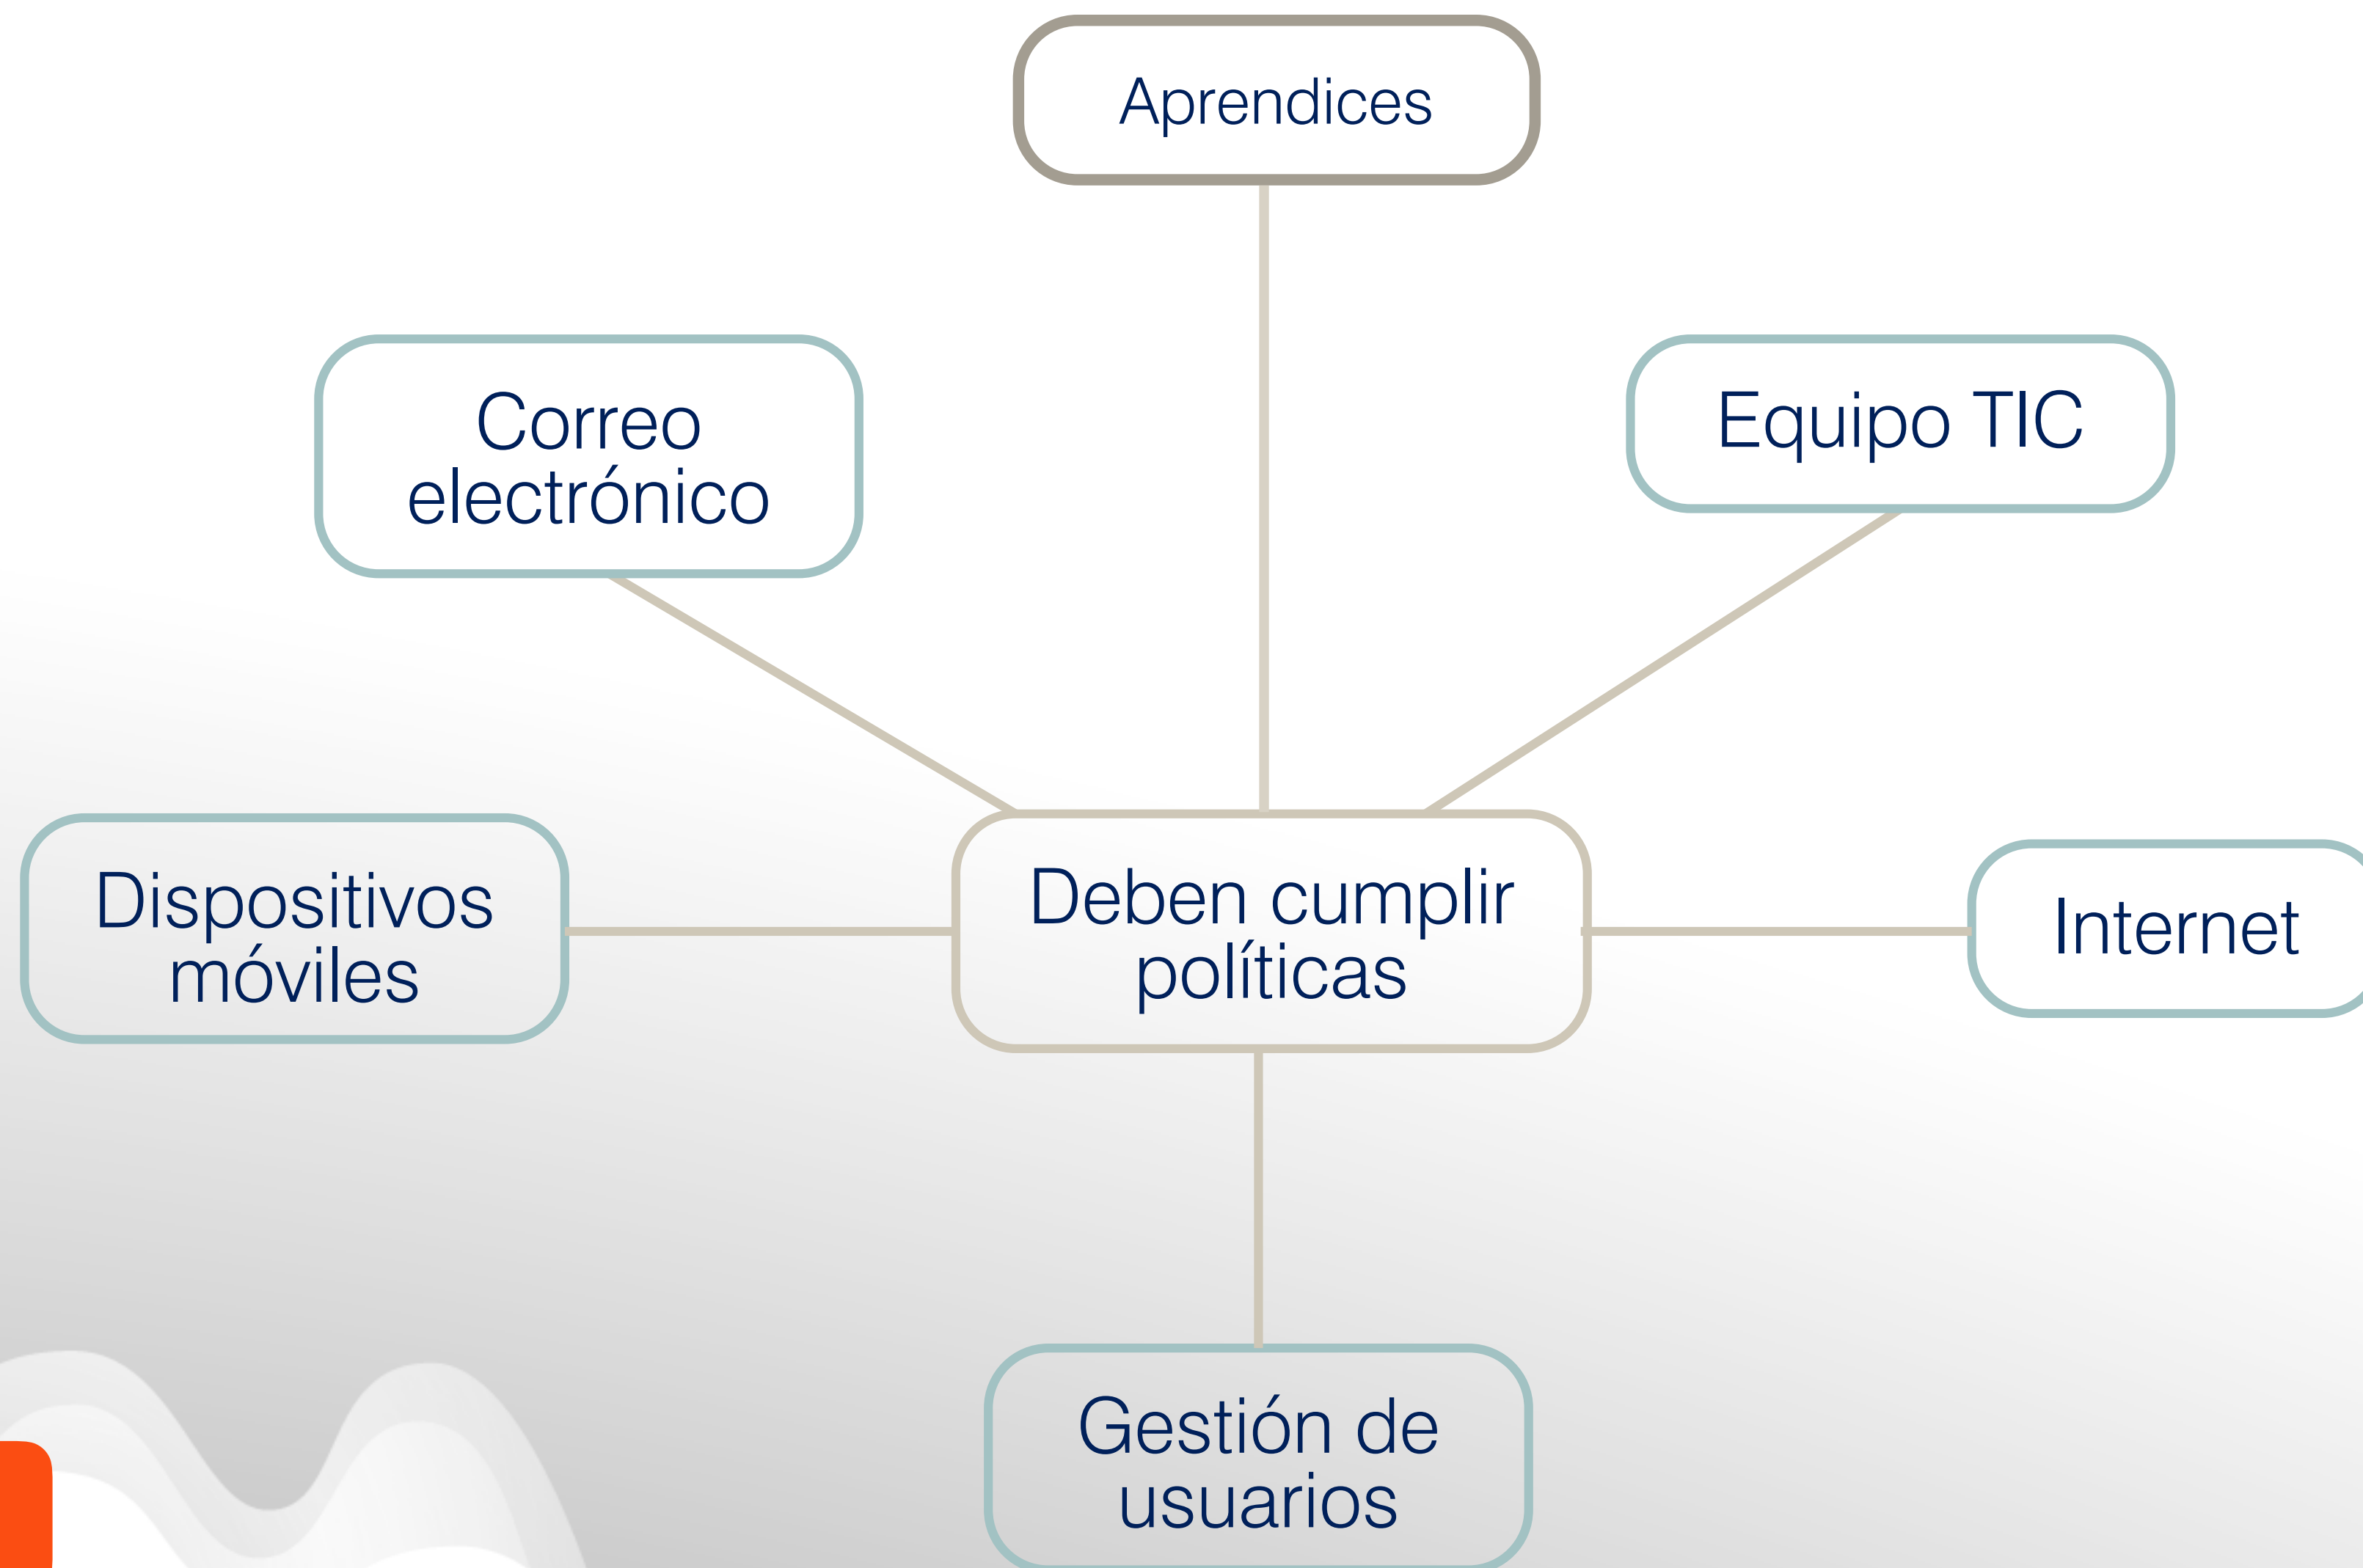 Aprendices
Correo
electrónico
Equipo TIC
Dispositivos
móviles
Deben cumplir
políticas
Internet
Gestión de
usuarios